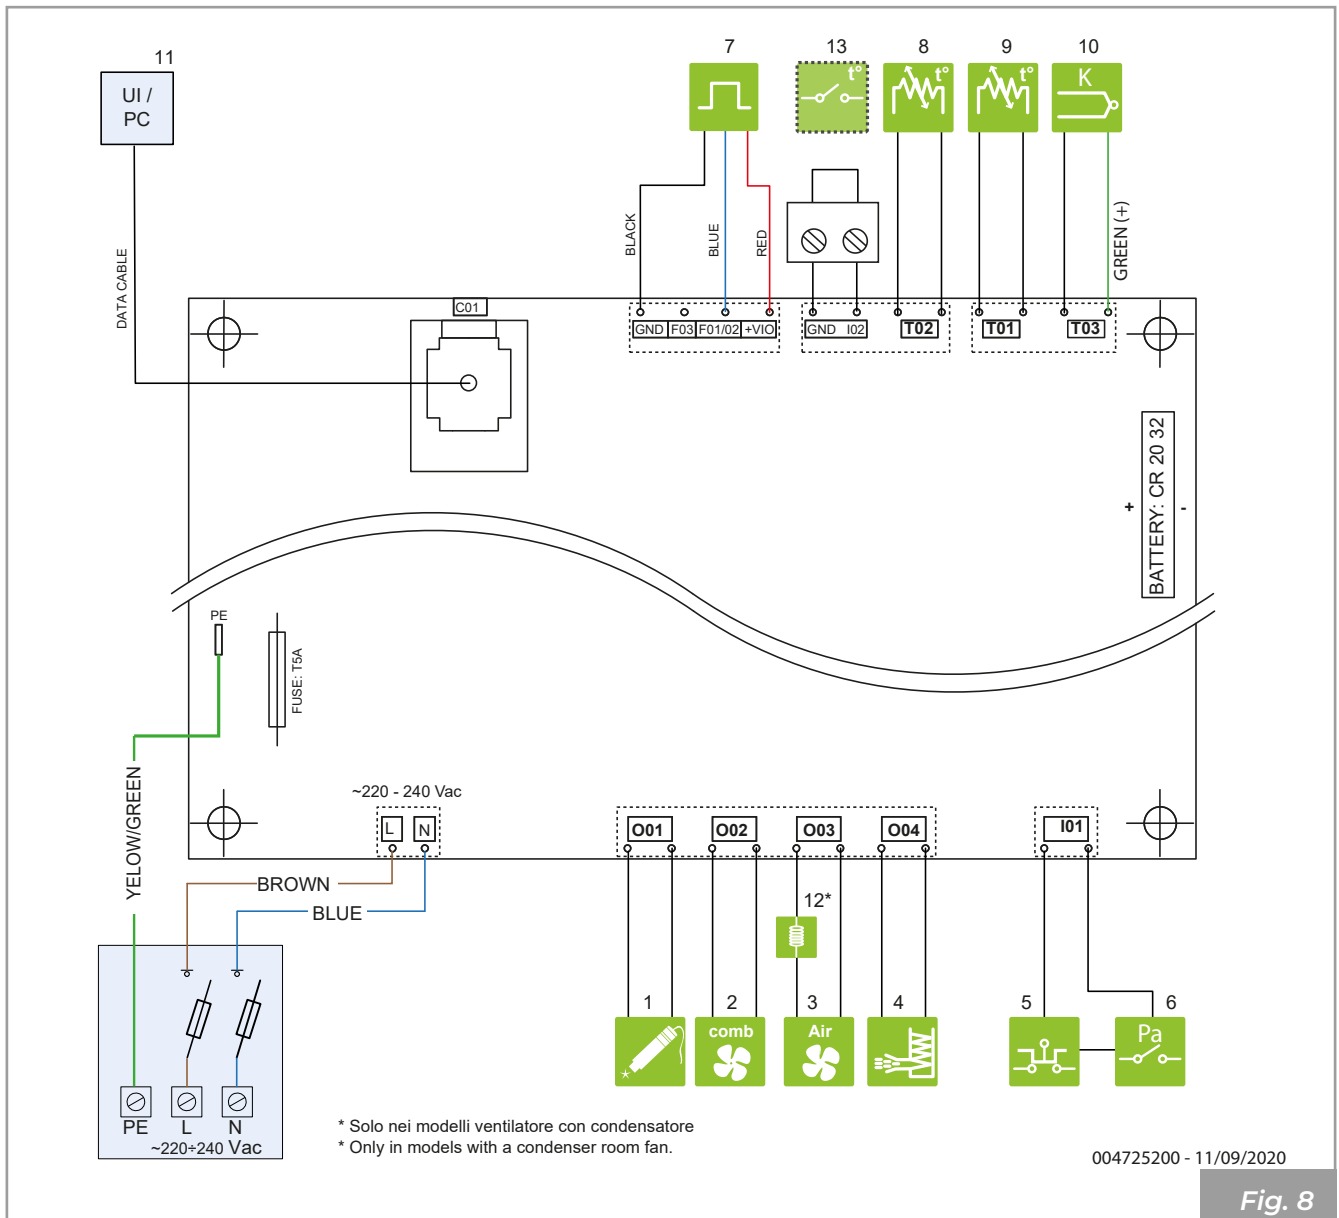 11
7
13
8
9
10
UI /
PC
t°
t°
t°
K
DATA CABLE
BLACK
BLUE
RED
GREEN (+)
C01
GND
F03
F01/02
+VIO
GND
I02
T02
T01
T03
BATTERY: CR 20 32
+
-
PE
FUSE: T5A
YELOW/GREEN
~220 - 240 Vac
L
N
O01
O02
O03
O04
I01
BROWN
BLUE
12*
1
2
3
4
5
6
comb
Air
Pa
PE
L
N
~220÷240 Vac
* Solo nei modelli ventilatore con condensatore
* Only in models with a condenser room fan.
004725200 - 11/09/2020
Fig. 8